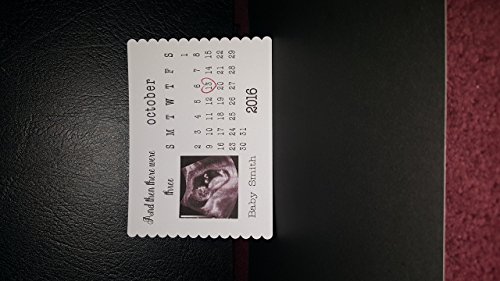 And then there were
three
Baby Smith
october
S M T W T F S
1
2 3 4 5 6 7 8
9 10 11 12 13 14 15
16 17 18 19 20 21 22
23 24 25 26 27 28 29
30 31
2016